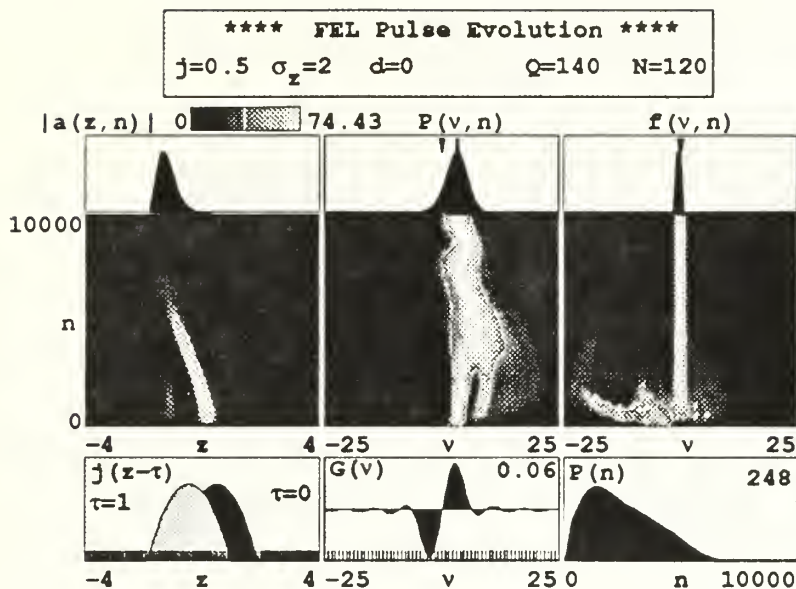 **** FEL Pulse Evolution ****
j=0.5 σz=2 d=0 Q=140 N=120
|a(z,n)| 0 74.43 P(ν,n) f(ν,n)
10000
n
0
-4 z 4 -25 ν 25 -25 ν 25
j(z-τ) τ=1 τ=0 G(ν) 0.06 P(n) 248
-4 z 4 -25 ν 25 0 n 10000